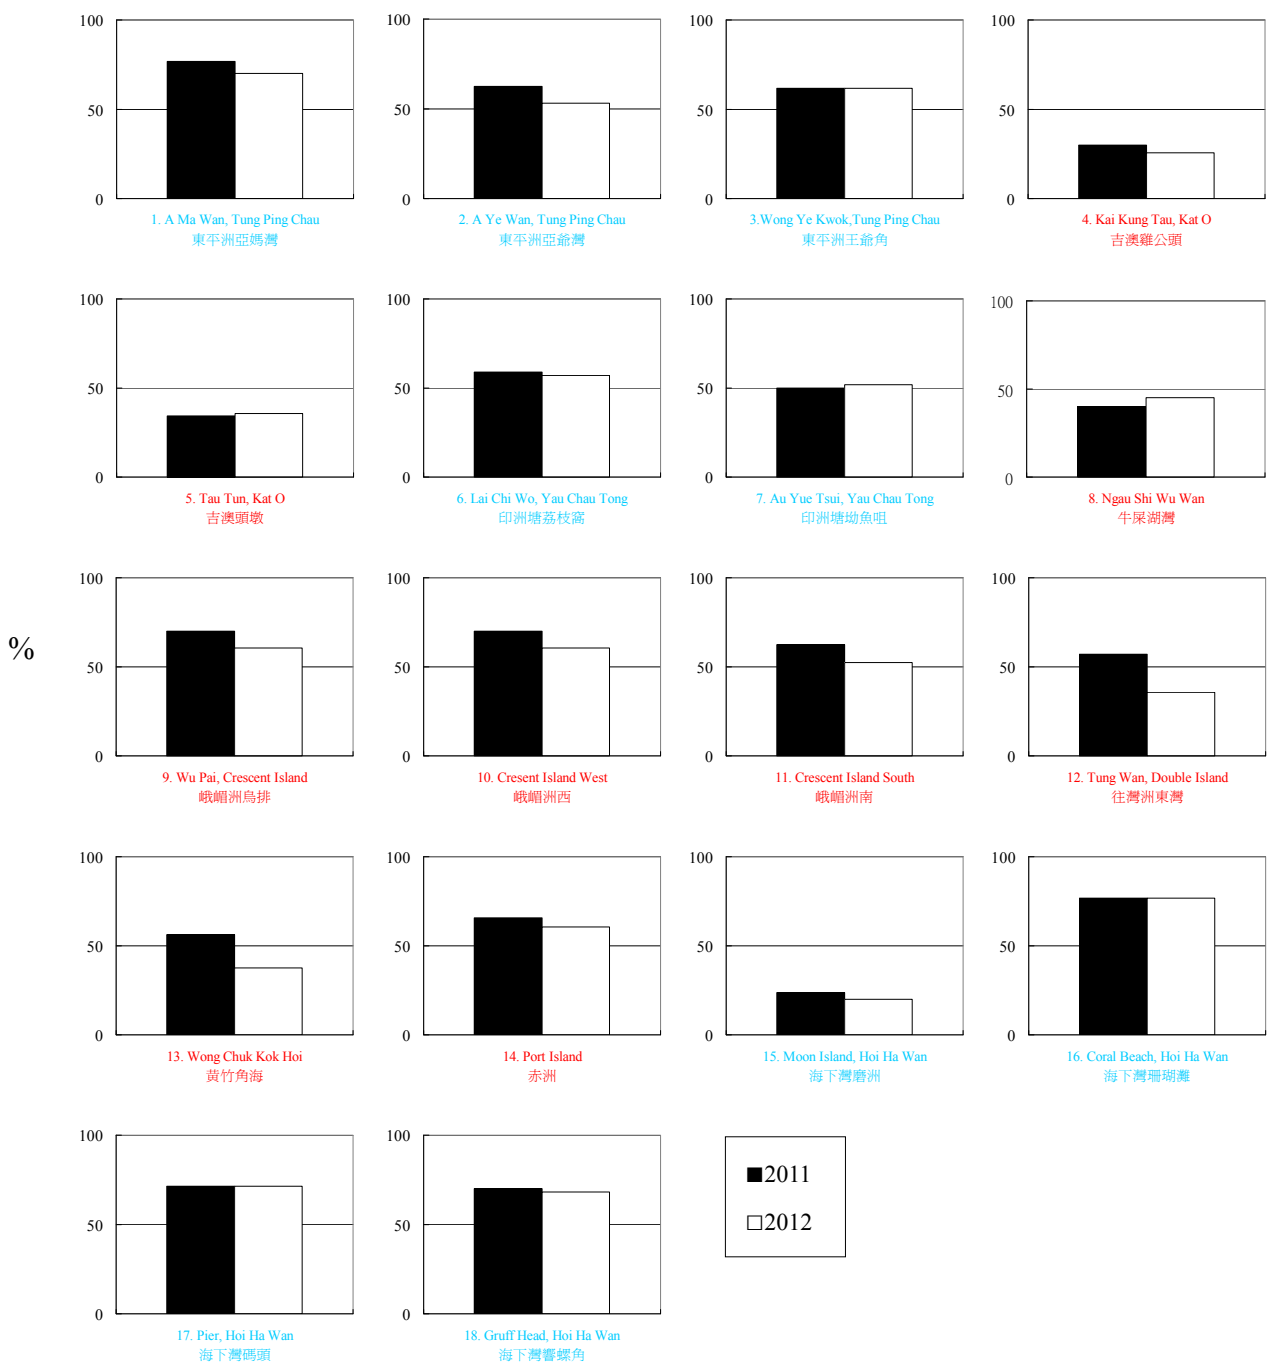 100
50
0
1. A Ma Wan, Tung Ping Chau
東平洲亞媽灣
100
50
0
2. A Ye Wan, Tung Ping Chau
東平洲亞爺灣
100
50
0
3.Wong Ye Kwok,Tung Ping Chau
東平洲王爺角
100
50
0
4. Kai Kung Tau, Kat O
吉澳雞公頭
100
50
0
5. Tau Tun, Kat O
吉澳頭墩
100
50
0
6. Lai Chi Wo, Yau Chau Tong
印洲塘荔枝窩
100
50
0
7. Au Yue Tsui, Yau Chau Tong
印洲塘坳魚咀
100
50
0
8. Ngau Shi Wu Wan
牛屎湖灣
%
100
50
0
9. Wu Pai, Crescent Island
峨嵋洲烏排
100
50
0
10. Cresent Island West
峨嵋洲西
100
50
0
11. Crescent Island South
峨嵋洲南
100
50
0
12. Tung Wan, Double Island
往灣洲東灣
100
50
0
13. Wong Chuk Kok Hoi
黃竹角海
100
50
0
14. Port Island
赤洲
100
50
0
15. Moon Island, Hoi Ha Wan
海下灣磨洲
100
50
0
16. Coral Beach, Hoi Ha Wan
海下灣珊瑚灘
100
50
0
17. Pier, Hoi Ha Wan
海下灣碼頭
100
50
0
18. Gruff Head, Hoi Ha Wan
海下灣響螺角
2011
2012